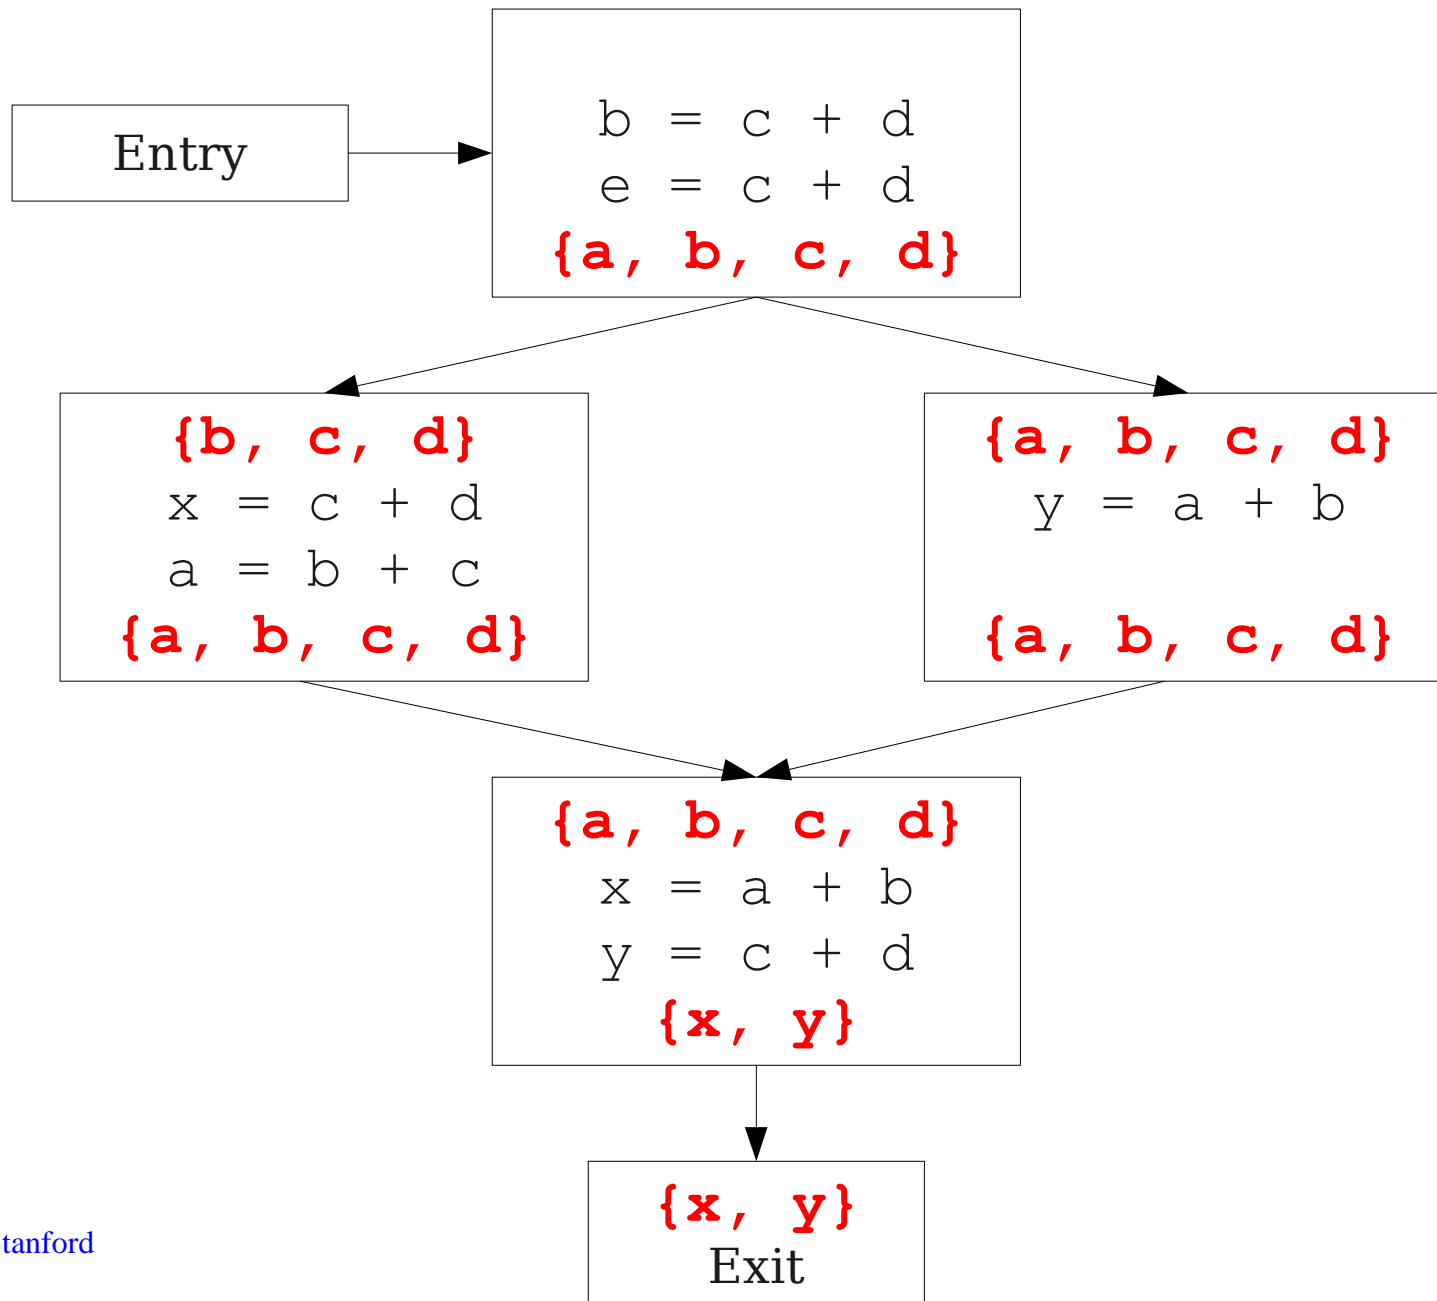 Entry
b = c + d
e = c + d
{a, b, c, d}
{b, c, d}
x = c + d
a = b + c
{a, b, c, d}
{a, b, c, d}
y = a + b
{a, b, c, d}
{a, b, c, d}
x = a + b
y = c + d
{x, y}
{x, y}
Exit
tanford